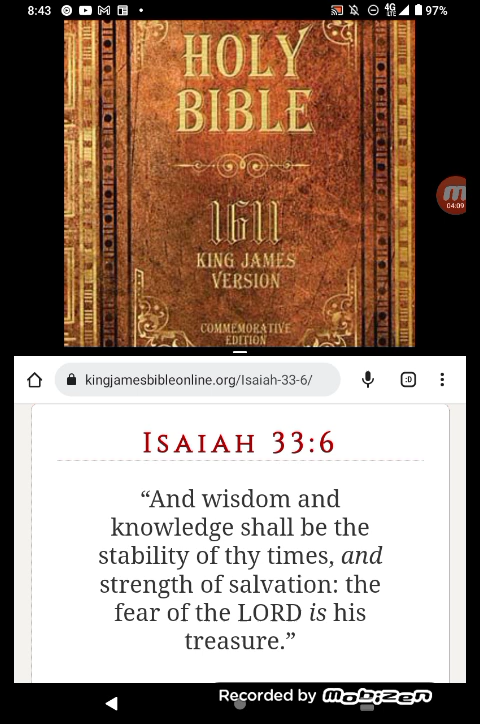 8:43
4G
LTE
97%
HOLY
BIBLE
1611
KING JAMES
VERSION
COMMEMORATIVE
EDITION
04:09
kingjamesbibleonline.org/Isaiah-33-6/
:D
ISAIAH 33:6
“And wisdom and
knowledge shall be the
stability of thy times, and
strength of salvation: the
fear of the LORD is his
treasure.”
Recorded by Mobizen